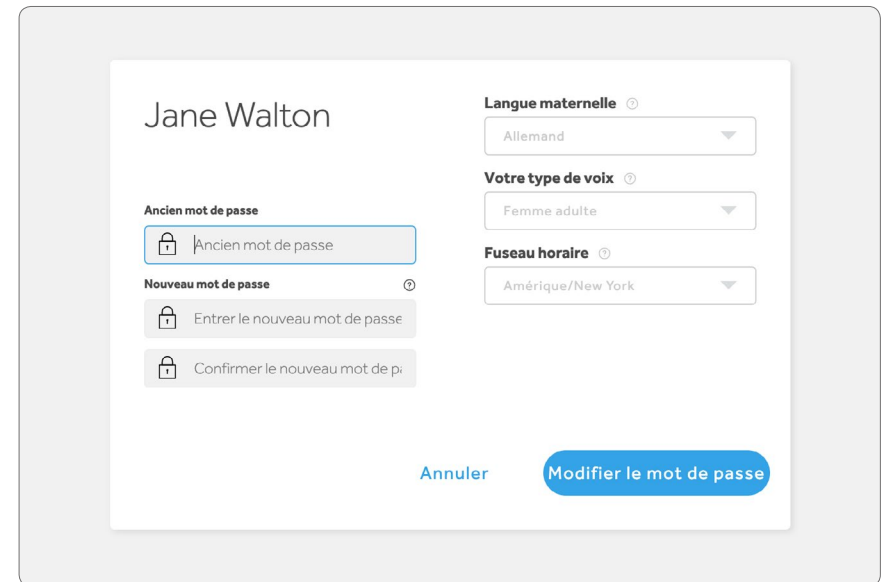 Jane Walton
Ancien mot de passe
Ancien mot de passe
Nouveau mot de passe ?
Entrer le nouveau mot de passe
Confirmer le nouveau mot de
Langue maternelle ?
Allemand
Votre type de voix ?
Femme adulte
Fuseau horaire ?
Amérique/New York
Annuler
Modifier le mot de passe